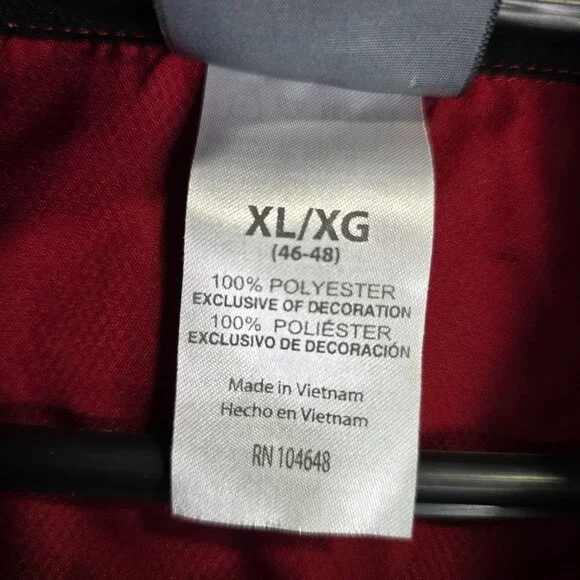 XL/XG
(46-48)
100% POLYESTER
EXCLUSIVE OF DECORATION
100% POLIÉSTER
EXCLUSIVO DE DECORACIÓN
Made in Vietnam
Hecho en Vietnam
RN 104648